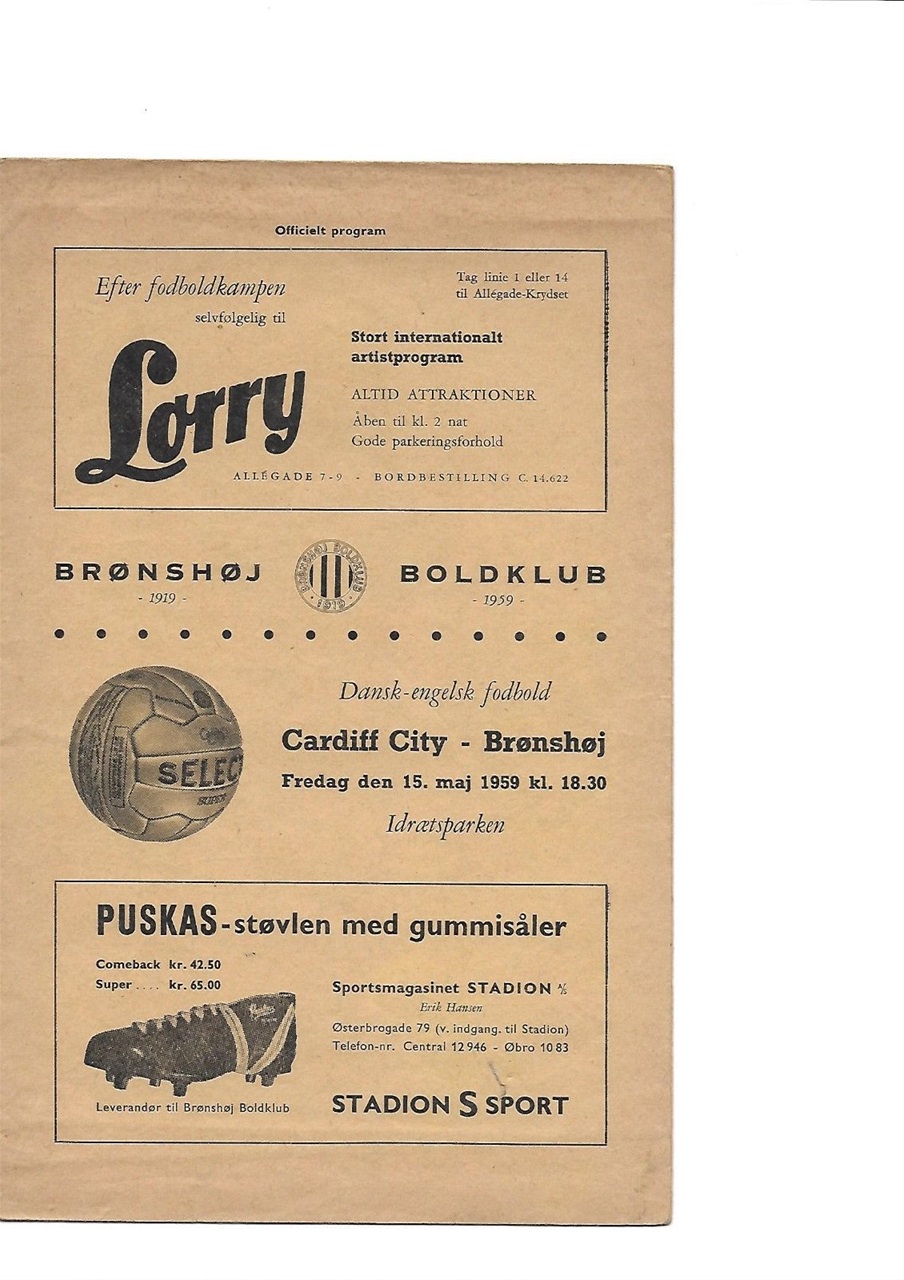 Officielt program
Efter fodboldkampen
selvfølgelig til
Lorry
Tag linie 1 eller 14
til Allégade-Krydset
Stort internationalt
artistprogram
ALTID ATTRAKTIONER
Åben til kl. 2 nat
Gode parkeringsforhold
ALLÉGADE 7-9 - BORDBESTILLING C. 14.622
BRØNSHØJ BOLDKLUB
BRØNSHØJ BOLDKLUB
· 1919 ·
- 1919 - - 1959 -
SELECT
SUPER
Dansk-engelsk fodbold
Cardiff City - Brønshøj
Fredag den 15. maj 1959 kl. 18.30
Idrætsparken
PUSKAS-støvlen med gummisåler
Comeback kr. 42.50
Super .... kr. 65.00
Leverandør til Brønshøj Boldklub
Sportsmagasinet STADION A/S
Erik Hansen
Østerbrogade 79 (v. indgang. til Stadion)
Telefon-nr. Central 12946 - Øbro 1083
STADION S SPORT